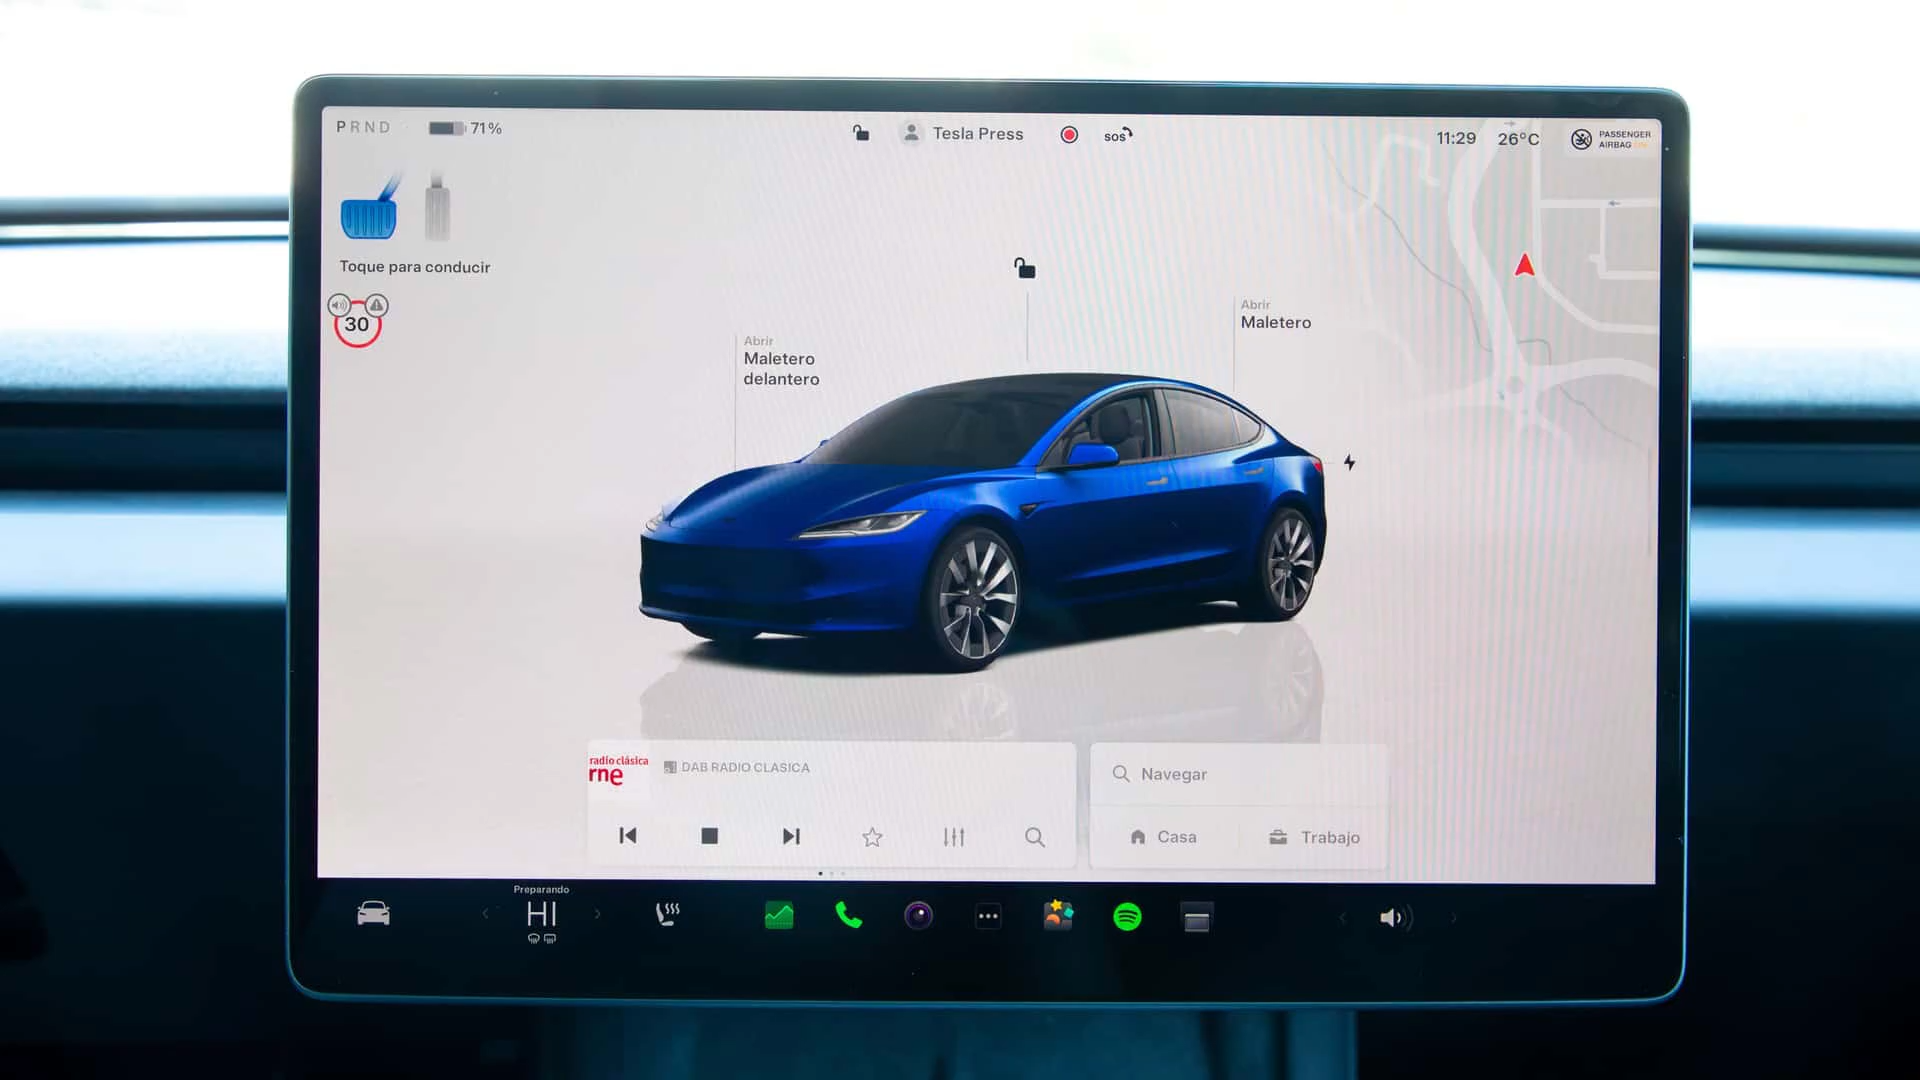 PRND
71%
Tesla Press
SOS
11:29
26°C
PASSENGER
AIRBAG ON
Toque para conducir
30
Abrir
Maletero
delantero
Abrir
Maletero
radio clásica
rne
DAB RADIO CLASICA
Navegar
Casa
Trabajo
Preparando
HI